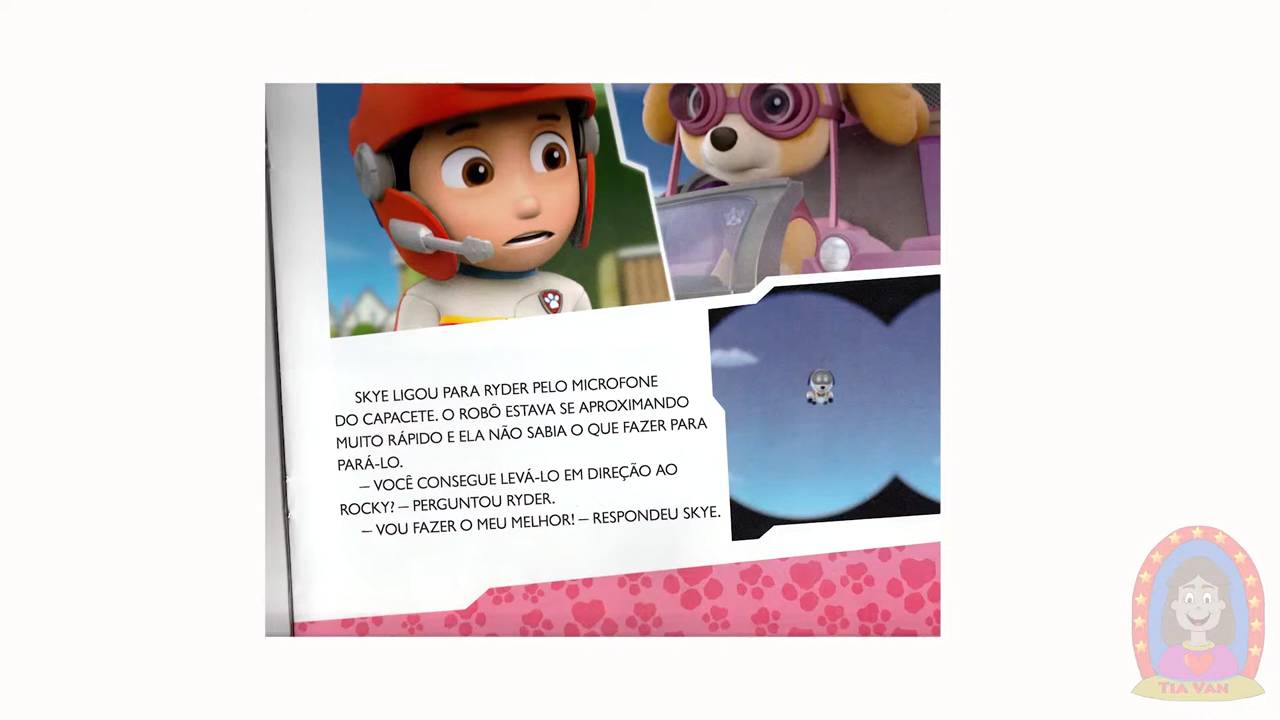 SKYE LIGOU PARA RYDER PELO MICROFONE
DO CAPACETE. O ROBÔ ESTAVA SE APROXIMANDO
MUITO RÁPIDO E ELA NÃO SABIA O QUE FAZER PARA
PARÁ-LO.
– VOCÊ CONSEGUE LEVÁ-LO EM DIREÇÃO AO
ROCKY? – PERGUNTOU RYDER.
– VOU FAZER O MEU MELHOR! – RESPONDEU SKYE.
TIA VAN